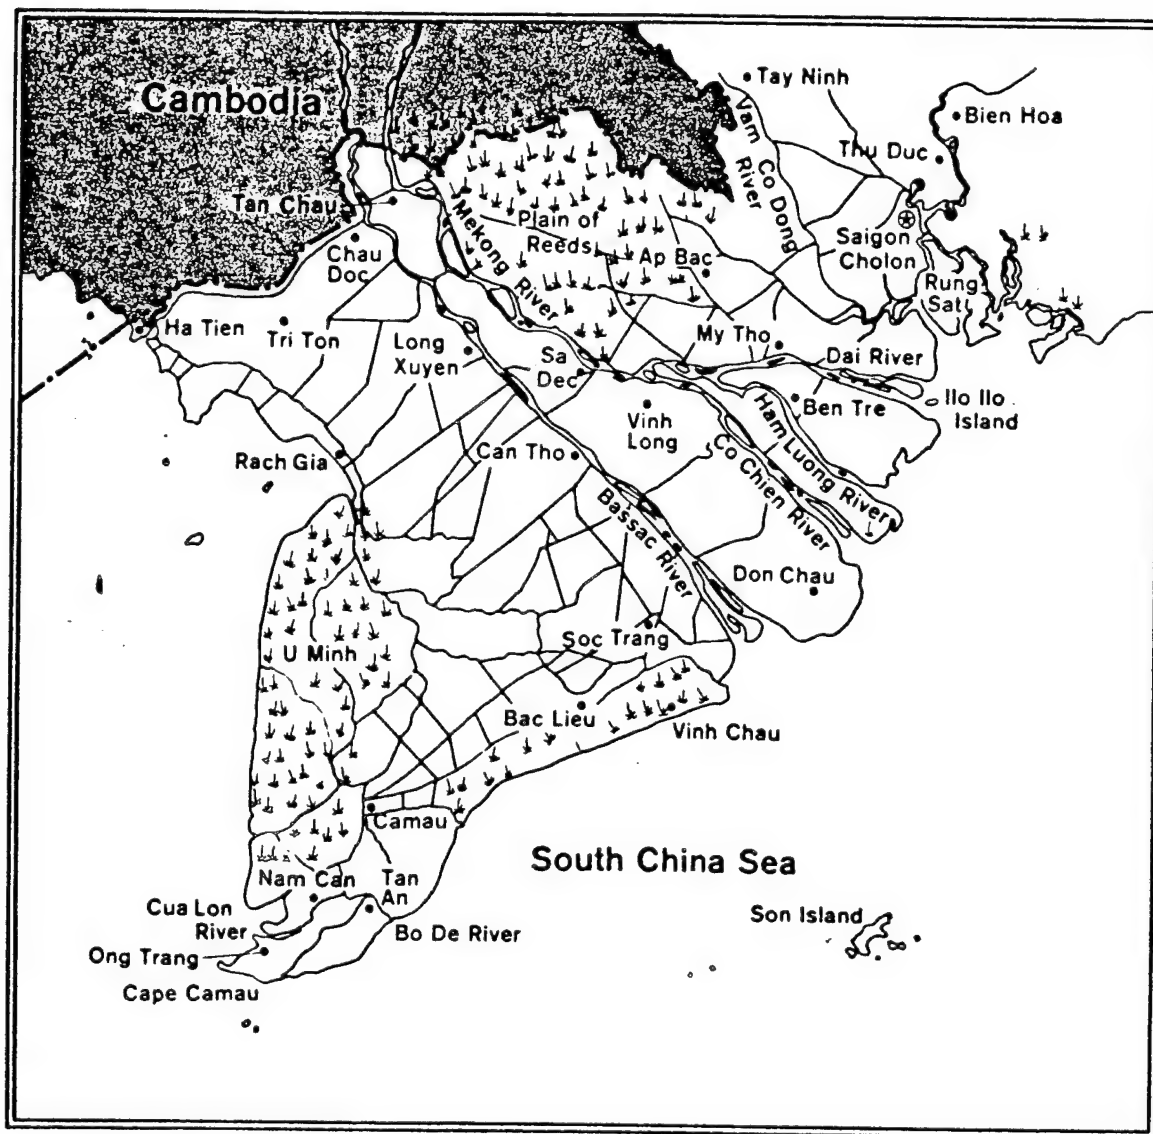 Cambodia
Tay Ninh
Bien Hoa
Thu Duc
Vam
Co Dong
River
Tan Chau
Mekong
River
Plain of
Reeds
Ap Bac
Saigon
Cholon
Chau
Doc
Rung
Sat
Ha Tien
Tri Ton
Long
Xuyen
Sa
Dec
My Tho
Dai River
Ilo Ilo
Island
Ben Tre
Ham Luong River
Vinh
Long
Co Chien River
Rach Gia
Can Tho
Bassac River
Don Chau
Soc Trang
U Minh
Bac Lieu
Vinh Chau
Camau
South China Sea
Nam Can
Tan
An
Cua Lon
River
Bo De River
Son Island
Ong Trang
Cape Camau